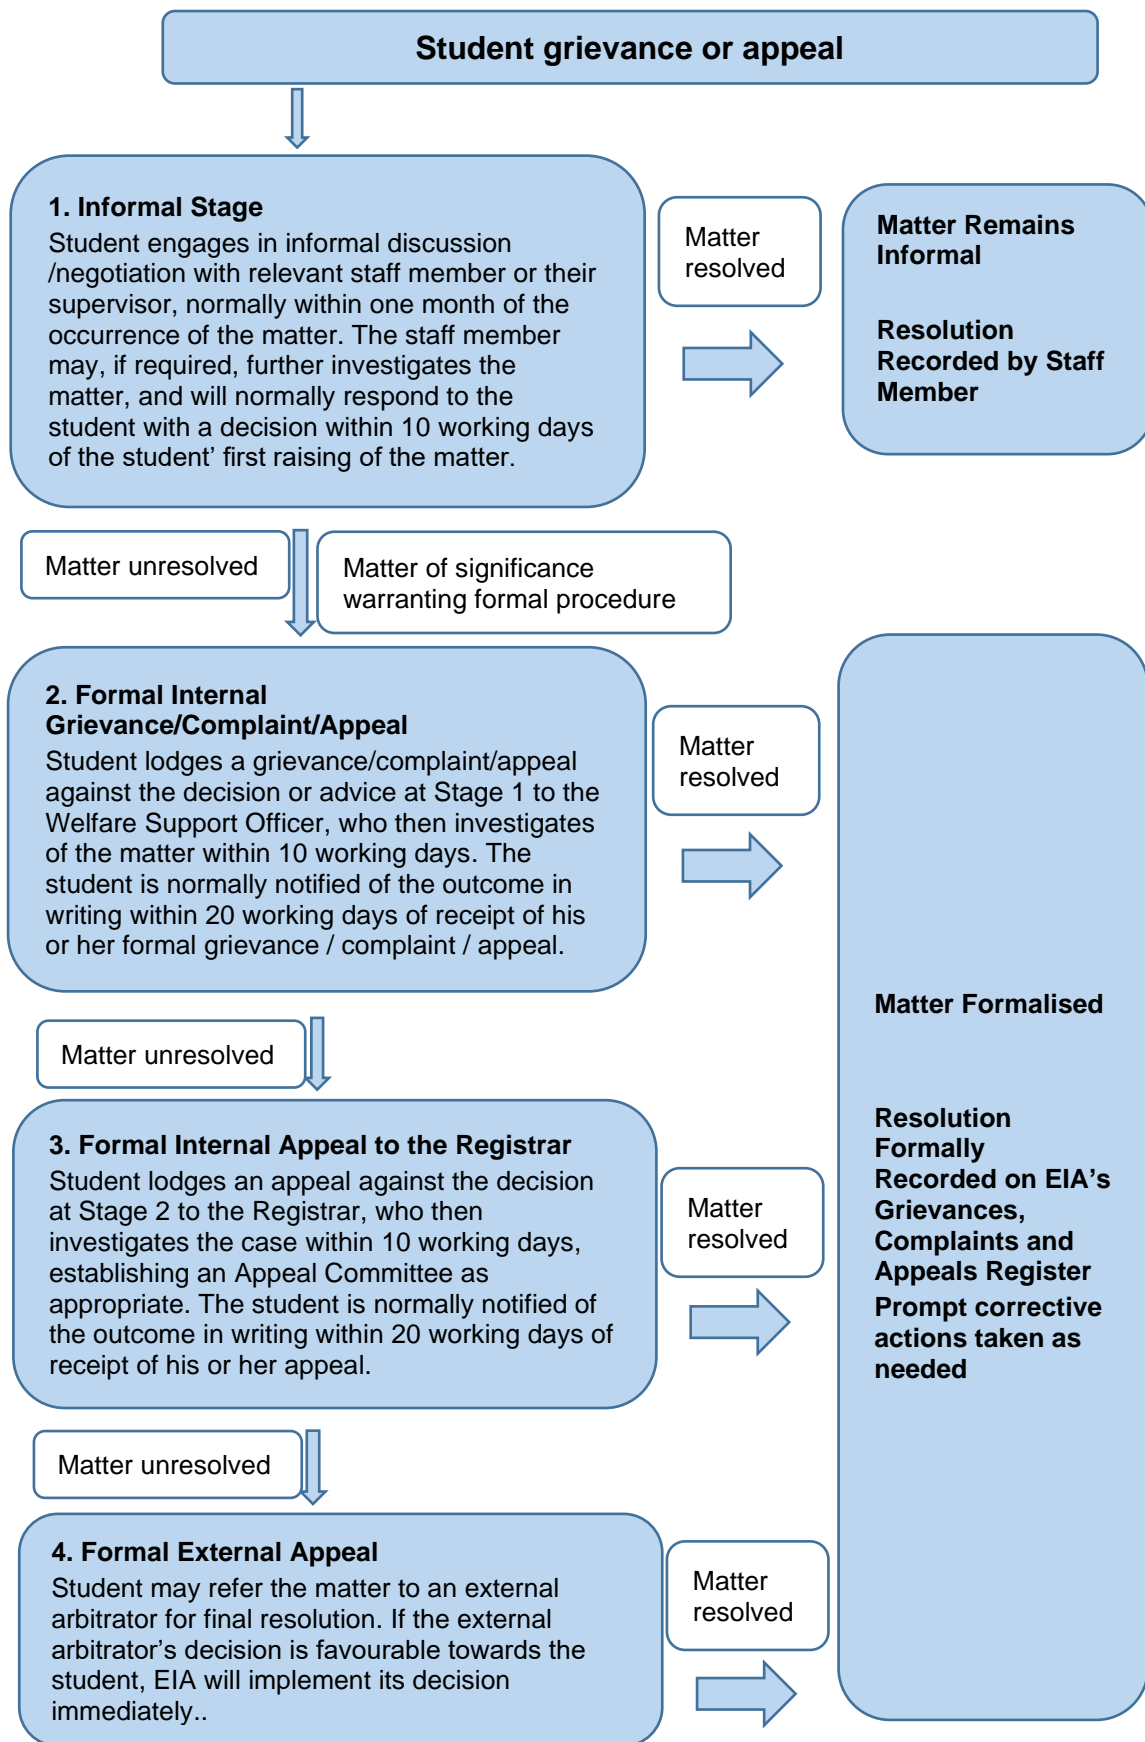 Student grievance or appeal
1. Informal Stage
Student engages in informal discussion
/negotiation with relevant staff member or their
supervisor, normally within one month of the
occurrence of the matter. The staff member
may, if required, further investigates the
matter, and will normally respond to the
student with a decision within 10 working days
of the student’ first raising of the matter.
Matter
resolved
Matter Remains
Informal
Resolution
Recorded by Staff
Member
Matter unresolved
Matter of significance
warranting formal procedure
2. Formal Internal
Grievance/Complaint/Appeal
Student lodges a grievance/complaint/appeal
against the decision or advice at Stage 1 to the
Welfare Support Officer, who then investigates
of the matter within 10 working days. The
student is normally notified of the outcome in
writing within 20 working days of receipt of his
or her formal grievance / complaint / appeal.
Matter
resolved
Matter unresolved
3. Formal Internal Appeal to the Registrar
Student lodges an appeal against the decision
at Stage 2 to the Registrar, who then
investigates the case within 10 working days,
establishing an Appeal Committee as
appropriate. The student is normally notified of
the outcome in writing within 20 working days of
receipt of his or her appeal.
Matter
resolved
Matter unresolved
4. Formal External Appeal
Student may refer the matter to an external
arbitrator for final resolution. If the external
arbitrator’s decision is favourable towards the
student, EIA will implement its decision
immediately..
Matter
resolved
Matter Formalised
Resolution
Formally
Recorded on EIA’s
Grievances,
Complaints and
Appeals Register
Prompt corrective
actions taken as
needed